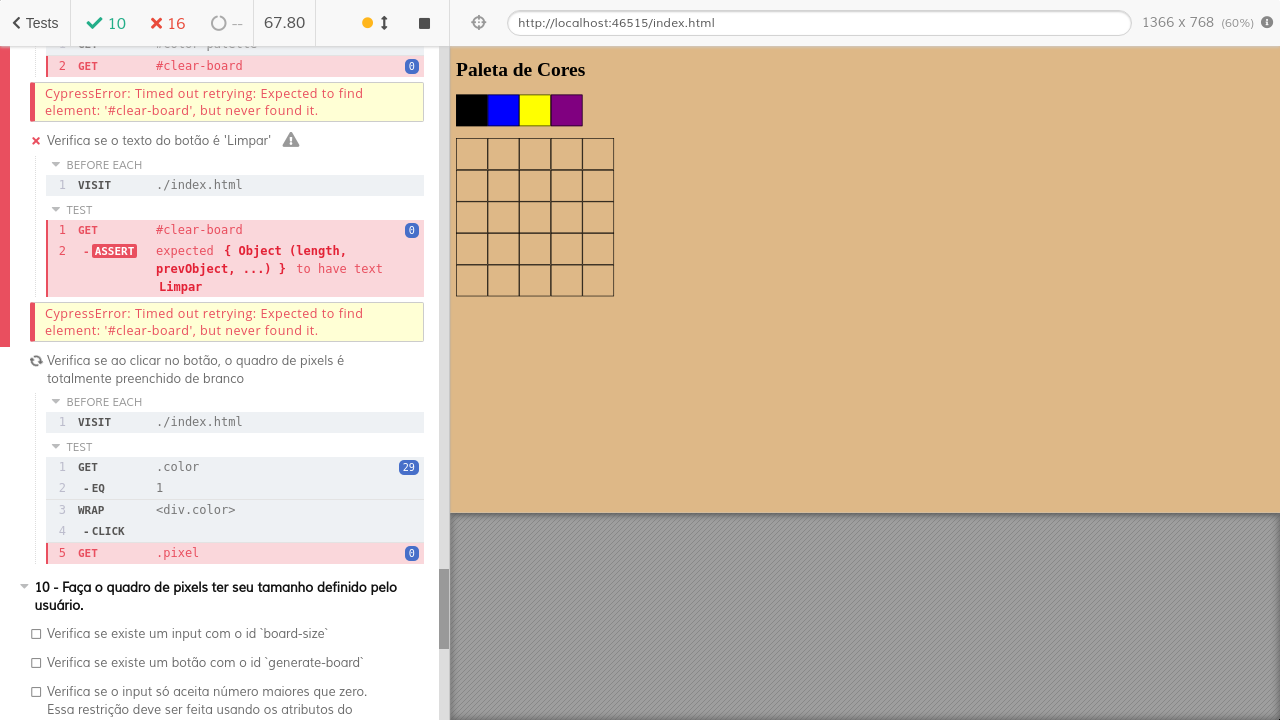 Tests
10
16
--
67.80
http://localhost:46515/index.html
1366 x 768 (60%)
1 GET #color-palette
2 GET #clear-board 0
CypressError: Timed out retrying: Expected to find
element: '#clear-board', but never found it.
Verifica se o texto do botão é 'Limpar'
BEFORE EACH
1 VISIT ./index.html
TEST
1 GET #clear-board 0
2 - ASSERT expected { Object (length,
prevObject, ...) } to have text
Limpar
CypressError: Timed out retrying: Expected to find
element: '#clear-board', but never found it.
Verifica se ao clicar no botão, o quadro de pixels é
totalmente preenchido de branco
BEFORE EACH
1 VISIT ./index.html
TEST
1 GET .color 29
2 - EQ 1
3 WRAP <div.color>
4 - CLICK
5 GET .pixel 0
10 - Faça o quadro de pixels ter seu tamanho definido pelo
usuário.
Verifica se existe um input com o id `board-size`
Verifica se existe um botão com o id `generate-board`
Verifica se o input só aceita número maiores que zero.
Essa restrição deve ser feita usando os atributos do
Paleta de Cores